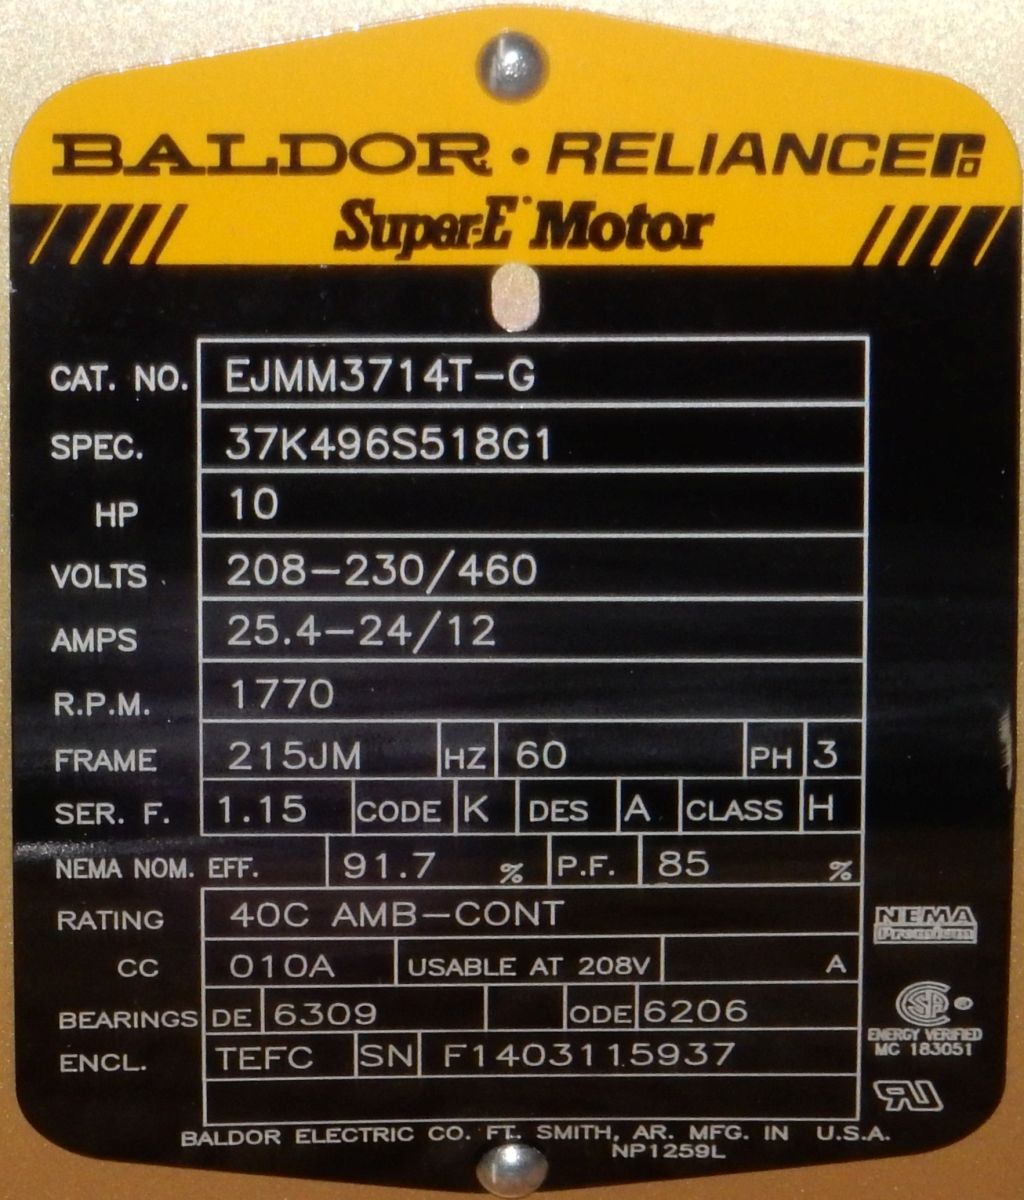 BALDOR · RELIANCE
Super-E Motor
CAT. NO. EJMM3714T-G
SPEC. 37K496S518G1
HP 10
VOLTS 208-230/460
AMPS 25.4-24/12
R.P.M. 1770
FRAME 215JM HZ 60 PH 3
SER. F. 1.15 CODE K DES A CLASS H
NEMA NOM. EFF. 91.7 % P.F. 85 %
RATING 40C AMB-CONT
NEMA
Premium
CC 010A USABLE AT 208V A
BEARINGS DE 6309 ODE 6206
ENERGY VERIFIED
MC 183051
ENCL. TEFC SN F1403115937
BALDOR ELECTRIC CO. FT. SMITH, AR. MFG. IN U.S.A.
NP1259L